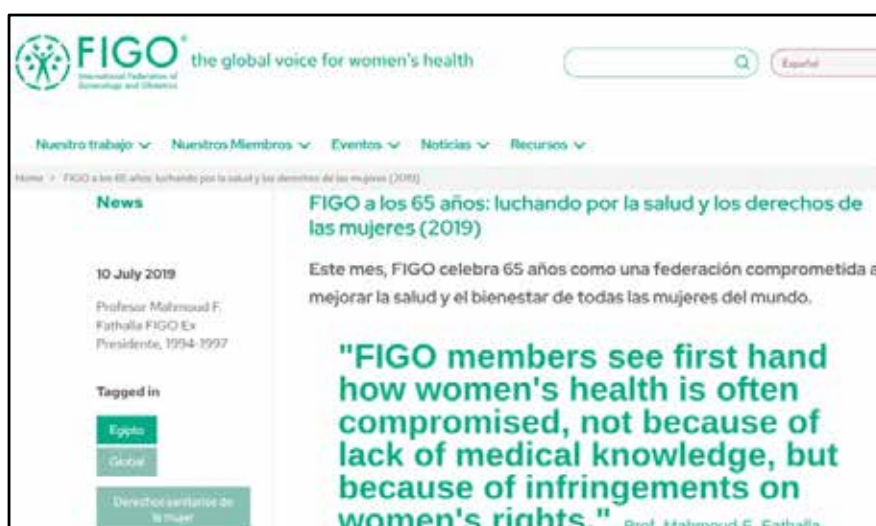 FIGO®
International Federation of
Gynecology and Obstetrics
the global voice for women's health
Español
Nuestro trabajo
Nuestros Miembros
Eventos
Noticias
Recursos
Home > FIGO a los 65 años: luchando por la salud y los derechos de las mujeres (2019)
News
10 July 2019
Profesor Mahmoud F.
Fathalla FIGO Ex
Presidente, 1994-1997
Tagged in
Egipto
Global
Derechos sanitarios de
la mujer
FIGO a los 65 años: luchando por la salud y los derechos de
las mujeres (2019)
Este mes, FIGO celebra 65 años como una federación comprometida a
mejorar la salud y el bienestar de todas las mujeres del mundo.
"FIGO members see first hand
how women's health is often
compromised, not because of
lack of medical knowledge, but
because of infringements on
women's rights." Prof. Mahmoud F. Fathalla